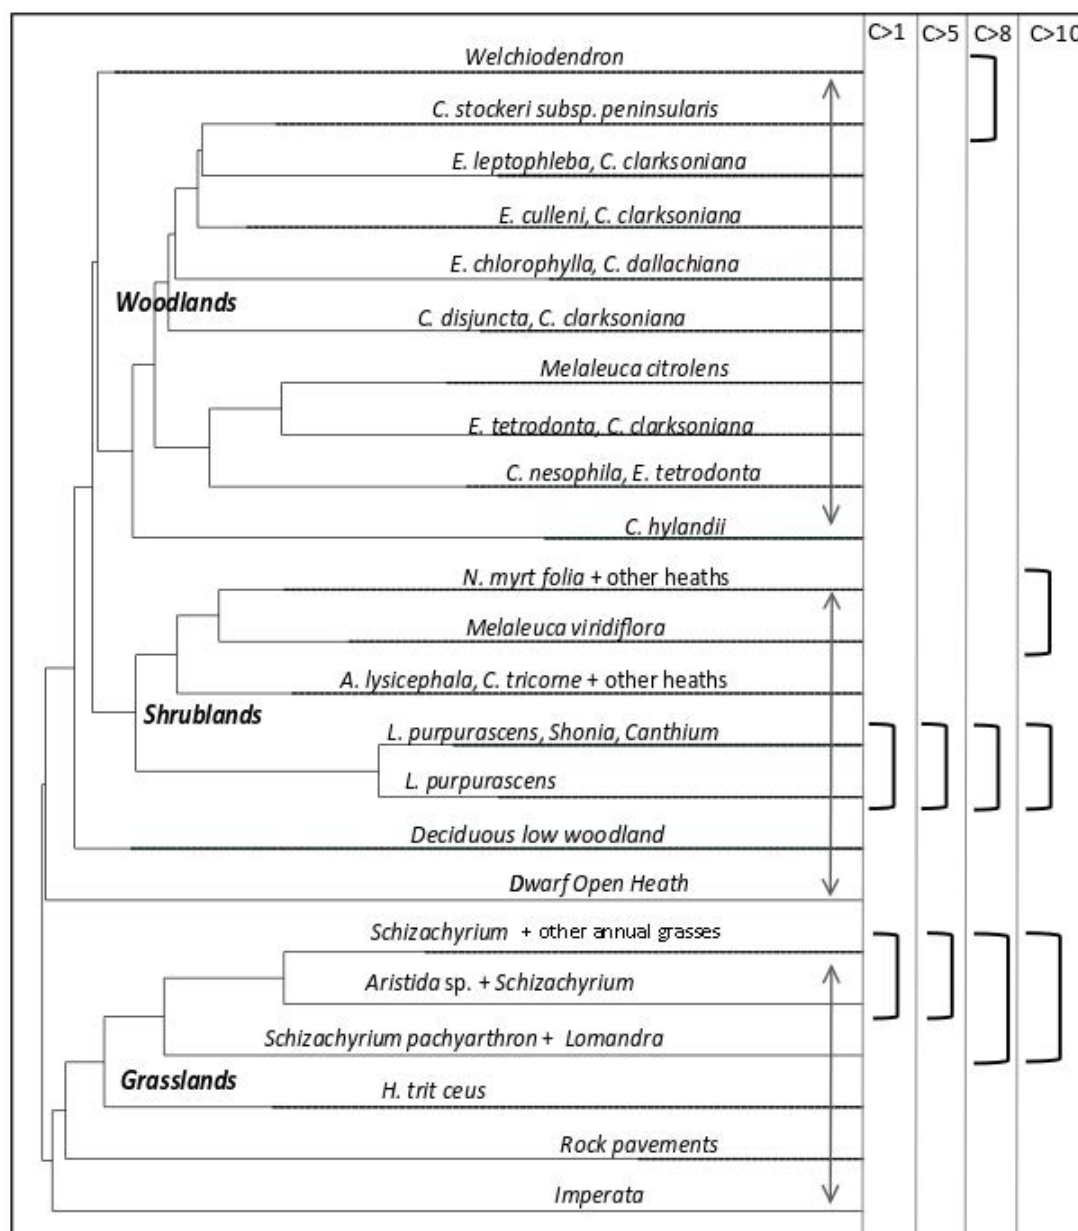 C>1 C>5 C>8 C>10
Welchiodendron
C. stockeri subsp. peninsularis
E. leptophleba, C. clarksoniana
E. culleni, C. clarksoniana
E. chlorophylla, C. dallachiana
Woodlands
C. disjuncta, C. clarksoniana
Melaleuca citrolens
E. tetrodonta, C. clarksoniana
C. nesophila, E. tetrodonta
C. hylandii
N. myrt folia + other heaths
Melaleuca viridiflora
A. lysicephala, C. tricorne + other heaths
Shrublands
L. purpurascens, Shonia, Canthium
L. purpurascens
Deciduous low woodland
Dwarf Open Heath
Schizachyrium + other annual grasses
Aristida sp. + Schizachyrium
Schizachyrium pachyarthron + Lomandra
Grasslands
H. trit ceus
Rock pavements
Imperata